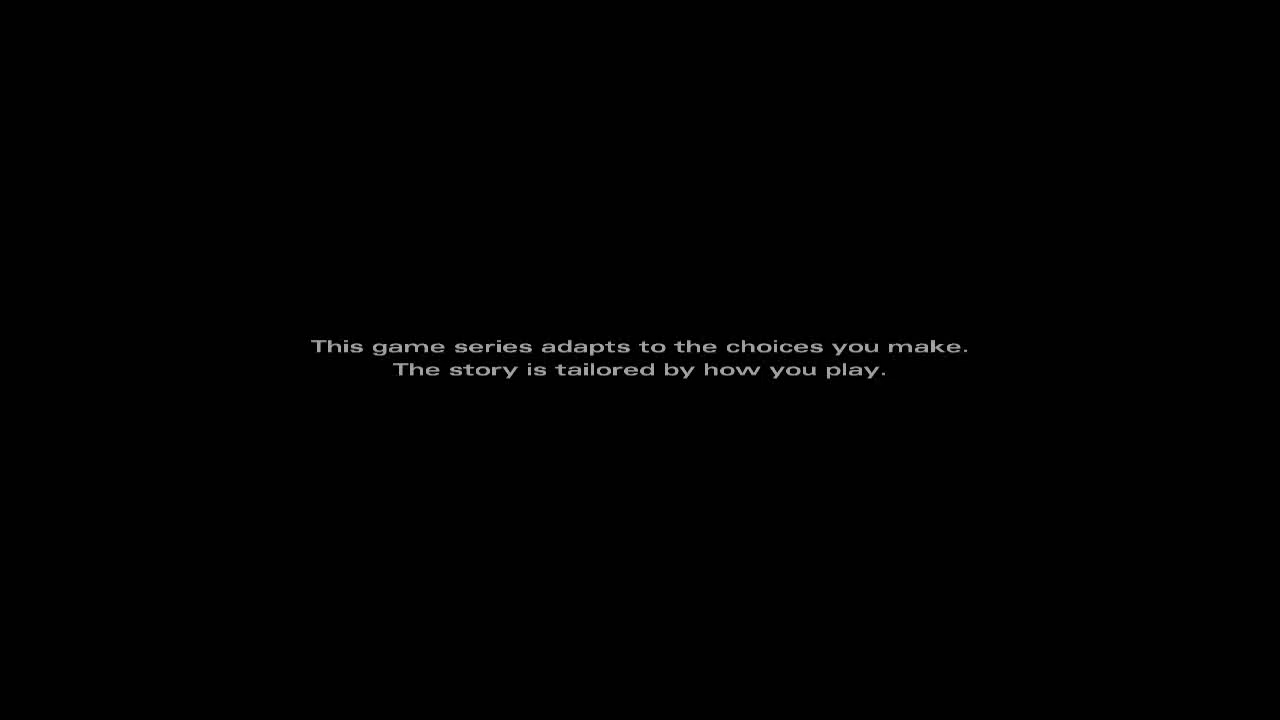 This game series adapts to the choices you make.
The story is tailored by how you play.